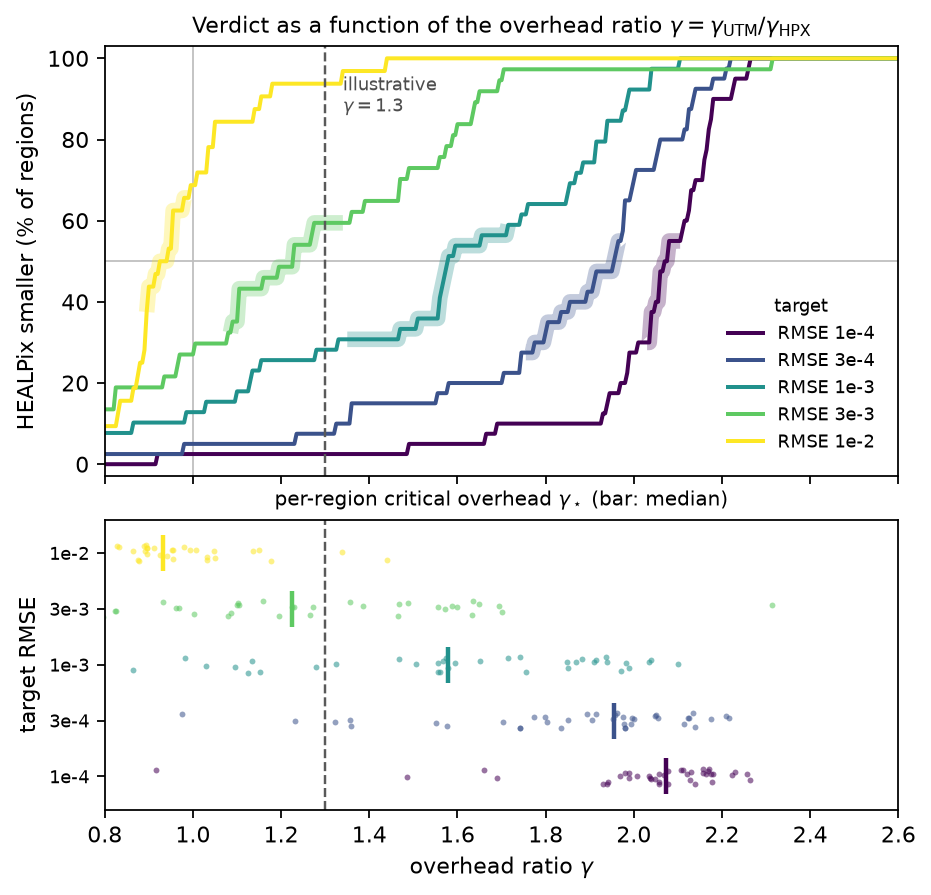 Verdict as a function of the overhead ratio γ = γUTM/γHPX
100
80
60
40
20
0
HEALPix smaller (% of regions)
illustrative
γ = 1.3
target
RMSE 1e-4
RMSE 3e-4
RMSE 1e-3
RMSE 3e-3
RMSE 1e-2
per-region critical overhead γ⋆ (bar: median)
target RMSE
1e-2
3e-3
1e-3
3e-4
1e-4
0.8 1.0 1.2 1.4 1.6 1.8 2.0 2.2 2.4 2.6
overhead ratio γ